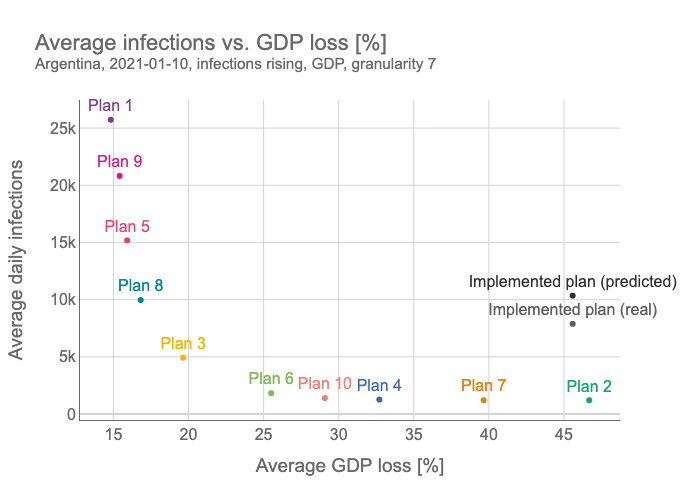 Average infections vs. GDP loss [%]
Argentina, 2021-01-10, infections rising, GDP, granularity 7
Plan 1
25k
Plan 9
20k
Plan 5
15k
Plan 8
Implemented plan (predicted)
10k
Implemented plan (real)
Plan 3
5k
Plan 6
Plan 10
Plan 4
Plan 7
Plan 2
0
15
20
25
30
35
40
45
Average GDP loss [%]
Average daily infections